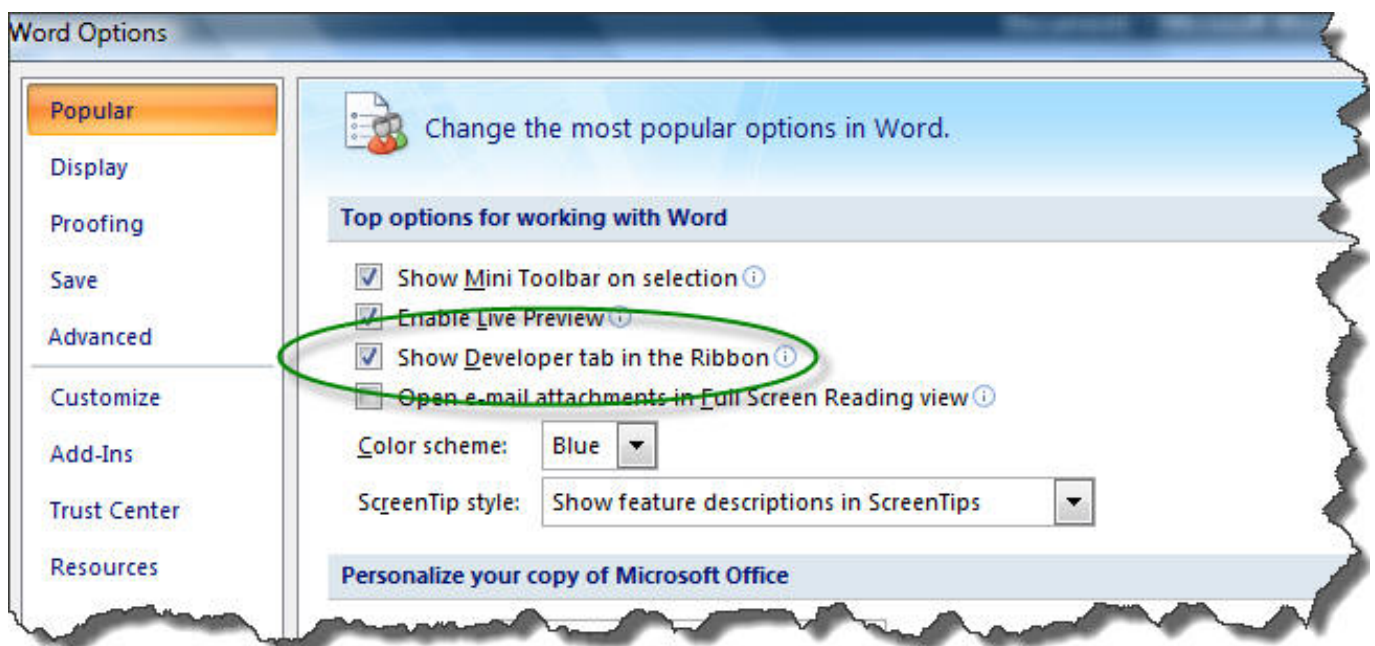 Word Options
Popular
Display
Proofing
Save
Advanced
Customize
Add-Ins
Trust Center
Resources
Change the most popular options in Word.
Top options for working with Word
Show Mini Toolbar on selection
Enable Live Preview
Show Developer tab in the Ribbon
Open e-mail attachments in Full Screen Reading view
Color scheme: Blue
ScreenTip style: Show feature descriptions in ScreenTips
Personalize your copy of Microsoft Office